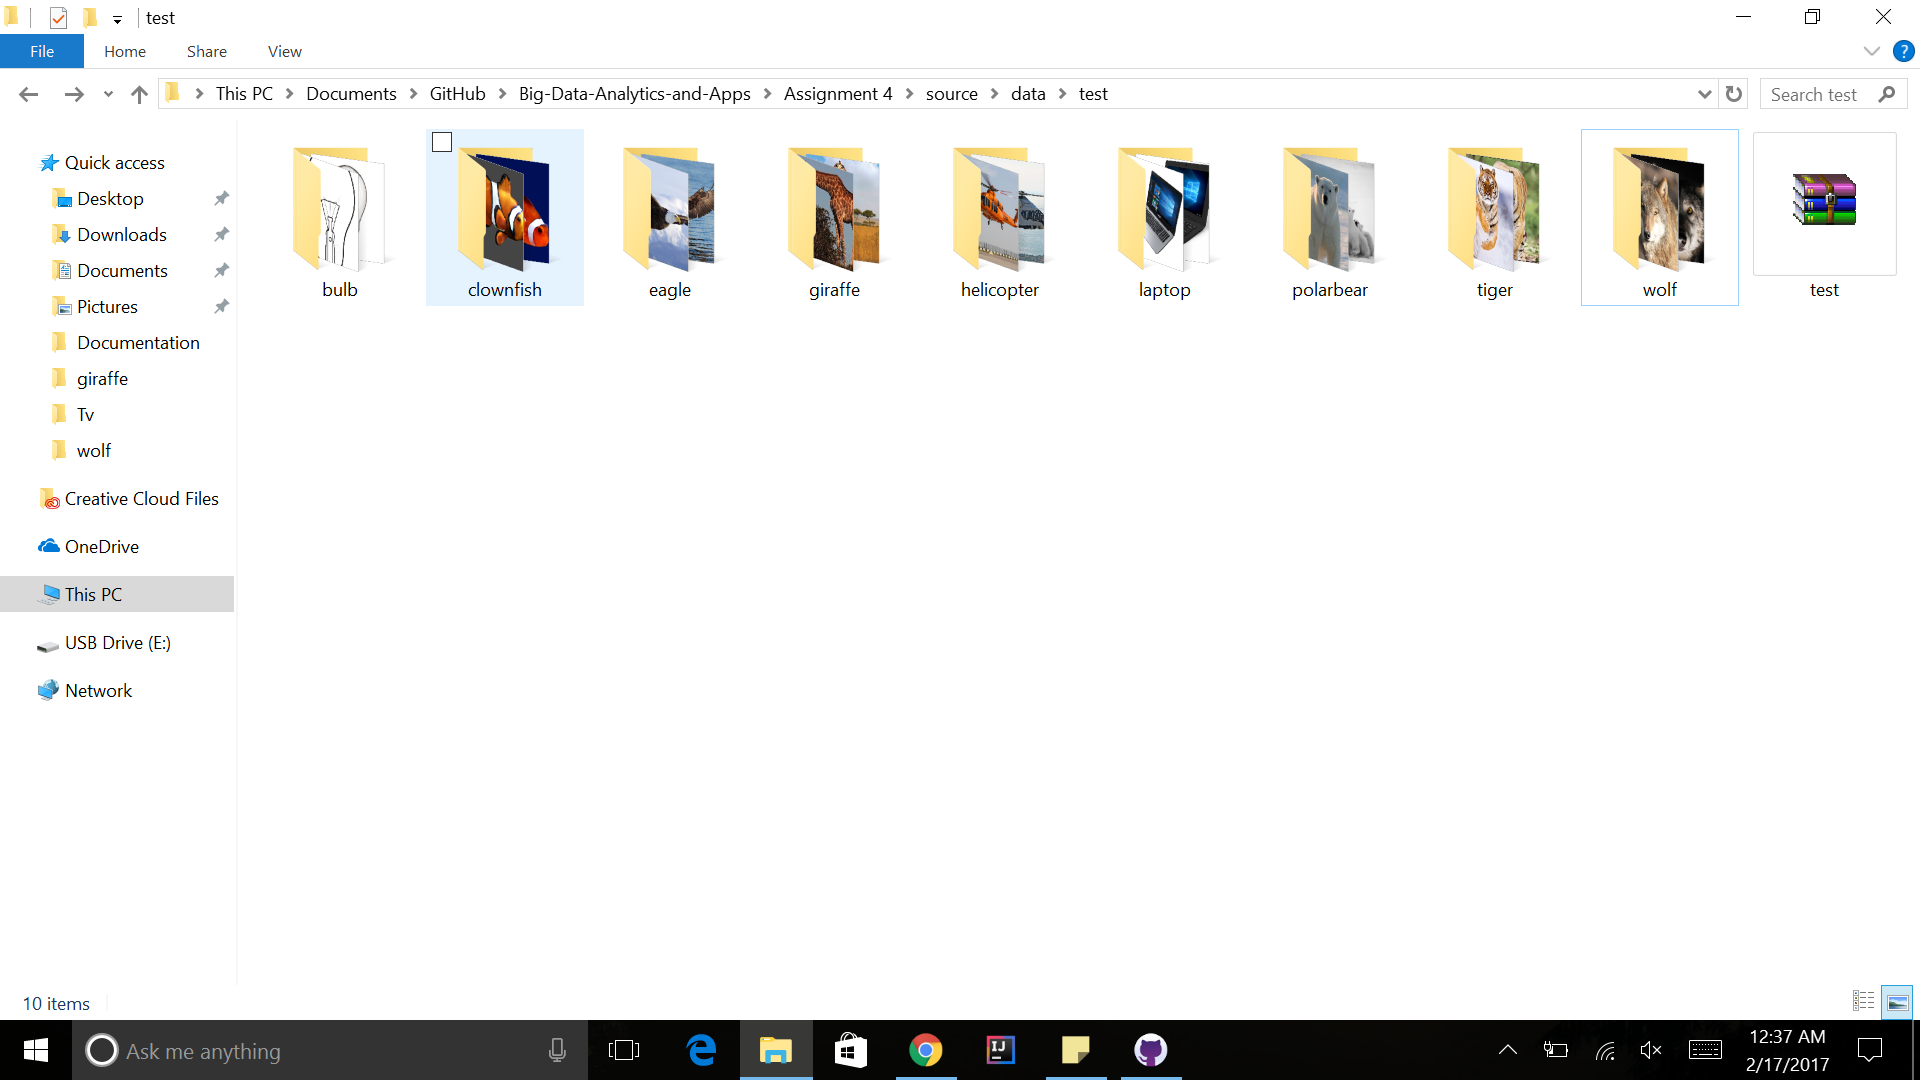 test
File Home Share View
This PC Documents GitHub Big-Data-Analytics-and-Apps Assignment 4 source data test
Search test
Quick access
Desktop
Downloads
Documents
Pictures
Documentation
giraffe
Tv
wolf
Creative Cloud Files
OneDrive
This PC
USB Drive (E:)
Network
bulb clownfish eagle giraffe helicopter laptop polarbear tiger wolf test
10 items
Ask me anything
12:37 AM
2/17/2017